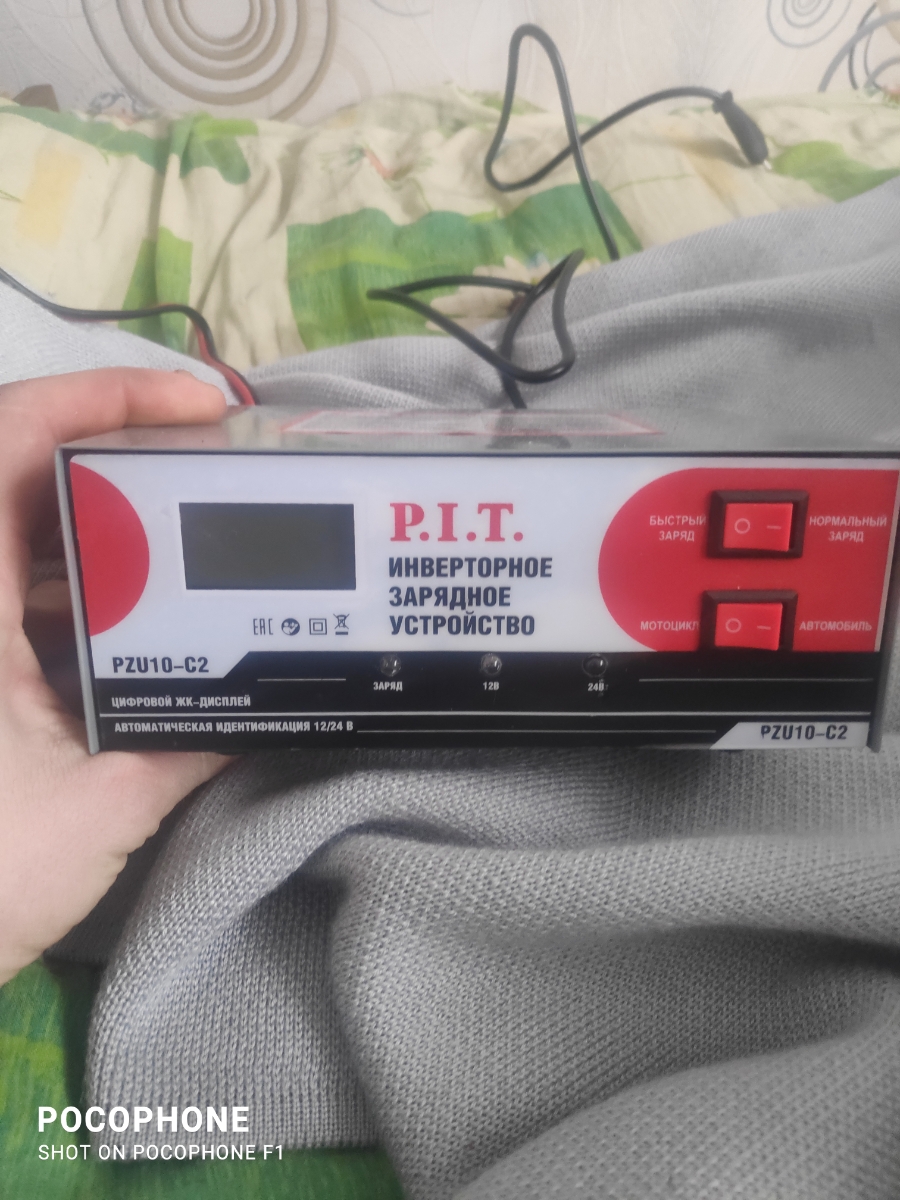 P.I.T.
ИНВЕРТОРНОЕ
ЗАРЯДНОЕ
УСТРОЙСТВО
БЫСТРЫЙ
ЗАРЯД
НОРМАЛЬНЫЙ
ЗАРЯД
МОТОЦИКЛ
АВТОМОБИЛЬ
EAC
PZU10-C2
ЗАРЯД
12В
24В
ЦИФРОВОЙ ЖК-ДИСПЛЕЙ
АВТОМАТИЧЕСКАЯ ИДЕНТИФИКАЦИЯ 12/24 В
PZU10-C2
POCOPHONE
SHOT ON POCOPHONE F1